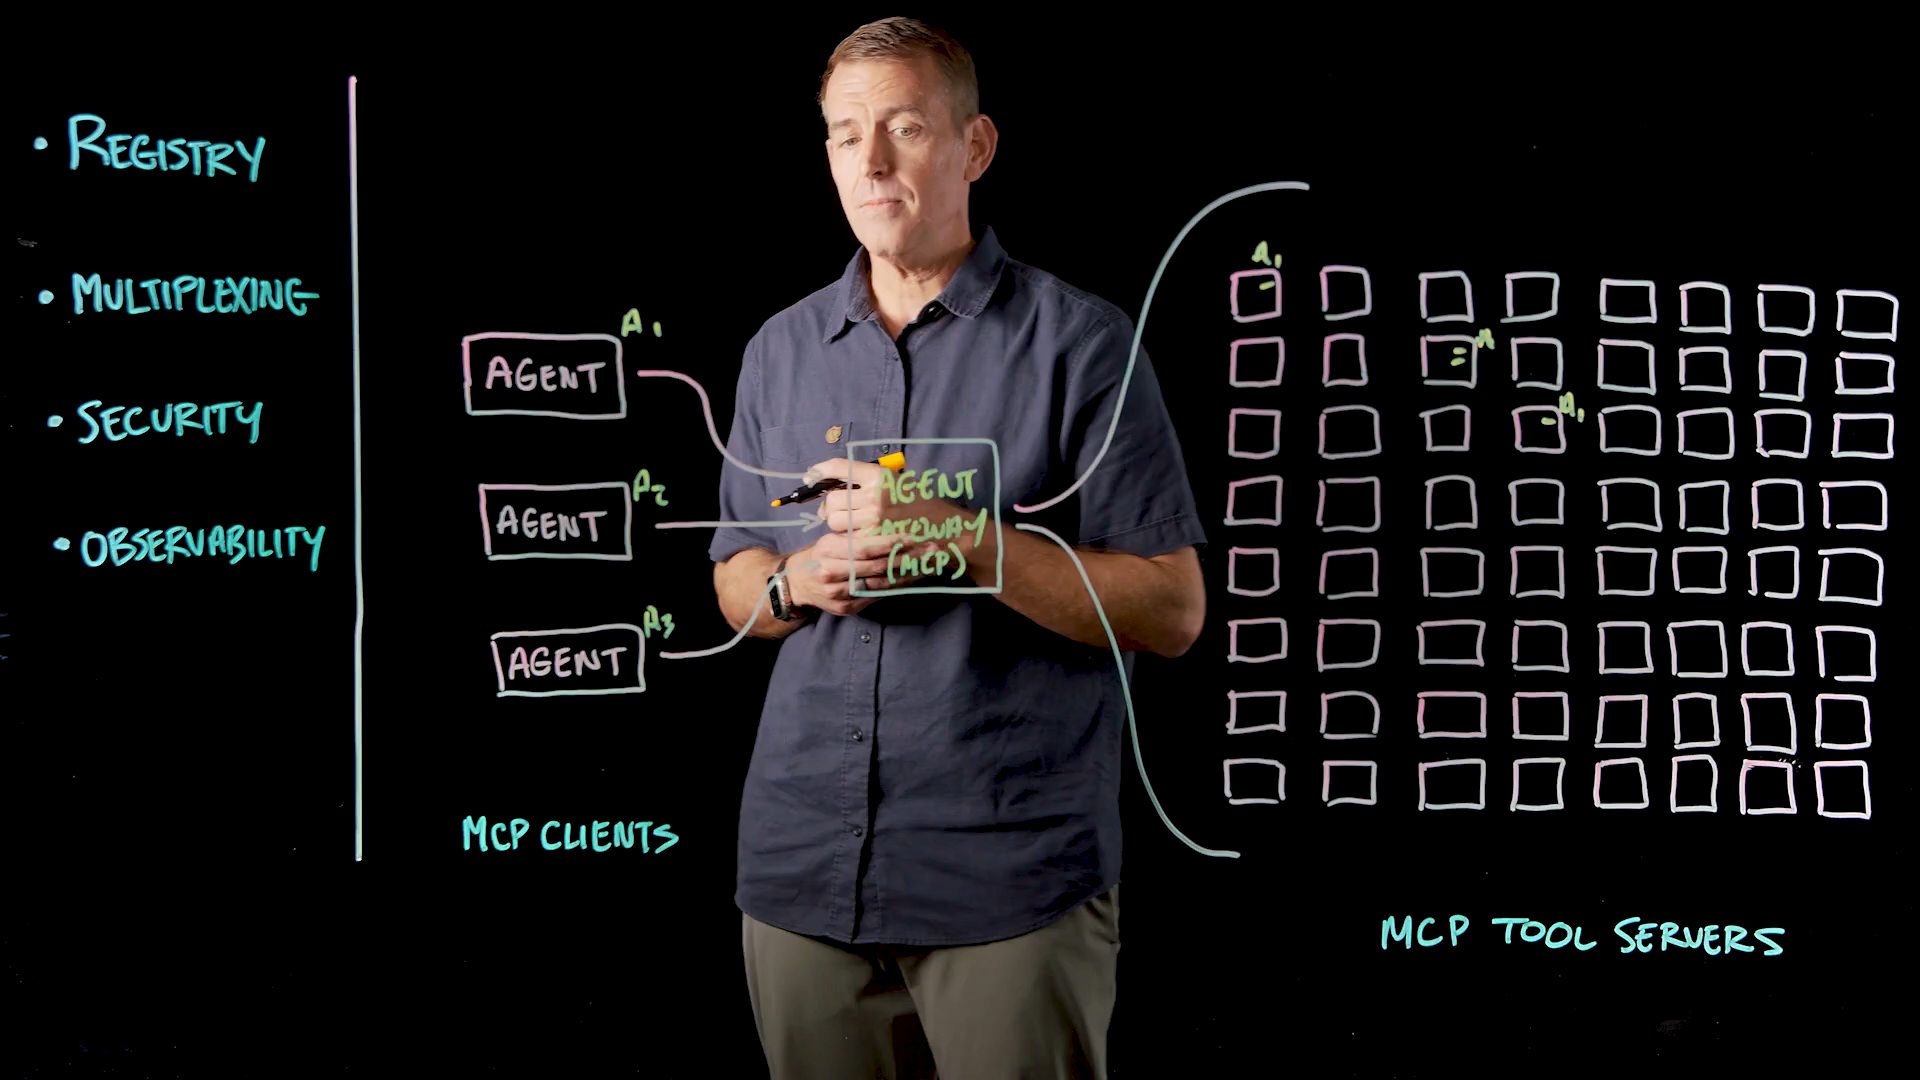 • REGISTRY
• MULTIPLEXING
• SECURITY
• OBSERVABILITY
AGENT
A1
AGENT
A2
AGENT
A3
MCP CLIENTS
AGENT
GATEWAY
(MCP)
A1
A
A1
MCP TOOL SERVERS